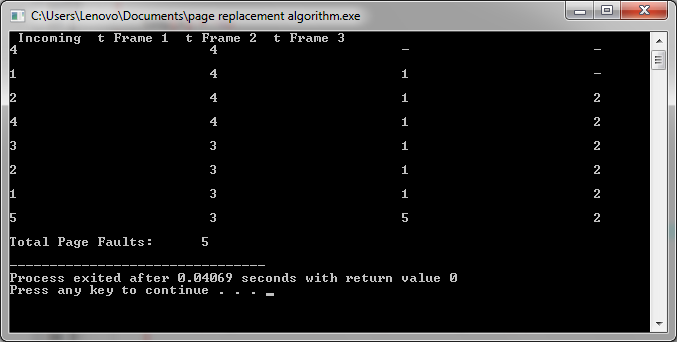 C:\Users\Lenovo\Documents\page replacement algorithm.exe
Incoming t Frame 1 t Frame 2 t Frame 3
4 4 - -
1 4 1 -
2 4 1 2
4 4 1 2
3 3 1 2
2 3 1 2
1 3 1 2
5 3 5 2
Total Page Faults: 5
--------------------------------
Process exited after 0.04069 seconds with return value 0
Press any key to continue . . . _